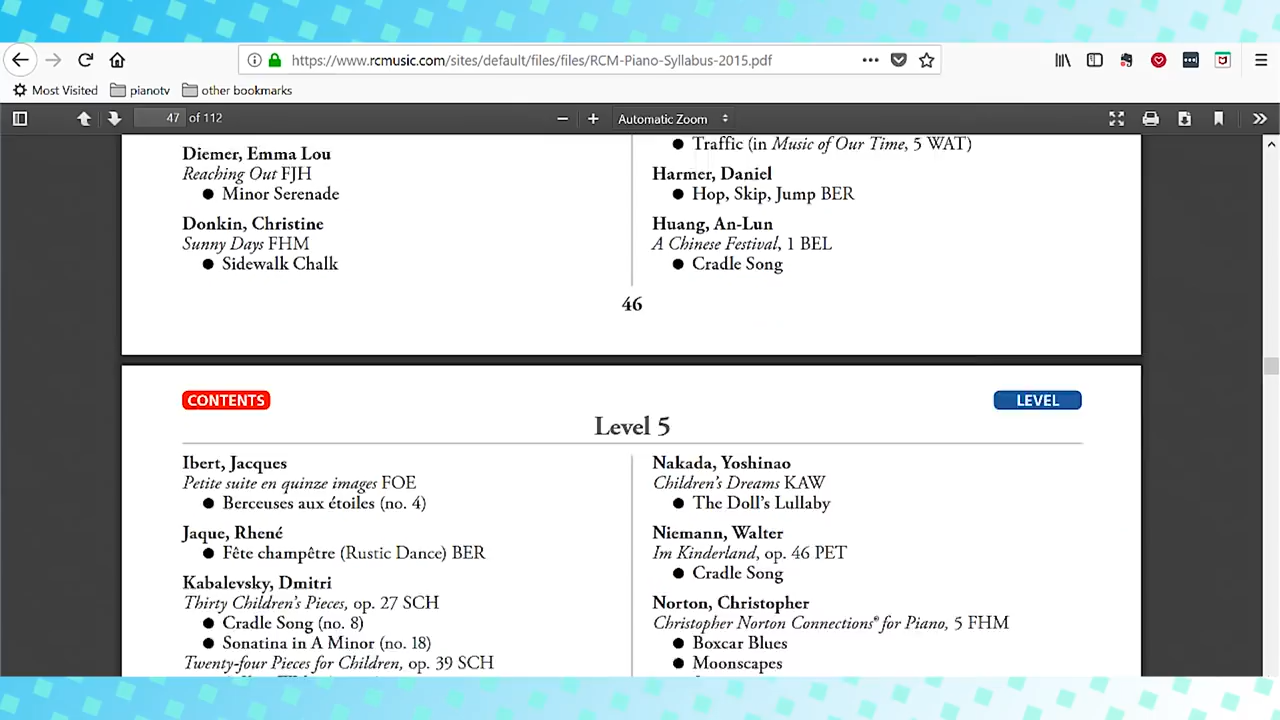 https://www.rcmusic.com/sites/default/files/files/RCM-Piano-Syllabus-2015.pdf
Most Visited pianotv other bookmarks
47 of 112 Automatic Zoom
Diemer, Emma Lou
Reaching Out FJH
● Minor Serenade
Donkin, Christine
Sunny Days FHM
● Sidewalk Chalk
● Traffic (in Music of Our Time, 5 WAT)
Harmer, Daniel
● Hop, Skip, Jump BER
Huang, An-Lun
A Chinese Festival, 1 BEL
● Cradle Song
46
CONTENTS
LEVEL
Level 5
Ibert, Jacques
Petite suite en quinze images FOE
● Berceuses aux étoiles (no. 4)
Jaque, Rhené
● Fête champêtre (Rustic Dance) BER
Kabalevsky, Dmitri
Thirty Children's Pieces, op. 27 SCH
● Cradle Song (no. 8)
● Sonatina in A Minor (no. 18)
Twenty-four Pieces for Children, op. 39 SCH
Nakada, Yoshinao
Children's Dreams KAW
● The Doll's Lullaby
Niemann, Walter
Im Kinderland, op. 46 PET
● Cradle Song
Norton, Christopher
Christopher Norton Connections® for Piano, 5 FHM
● Boxcar Blues
● Moonscapes